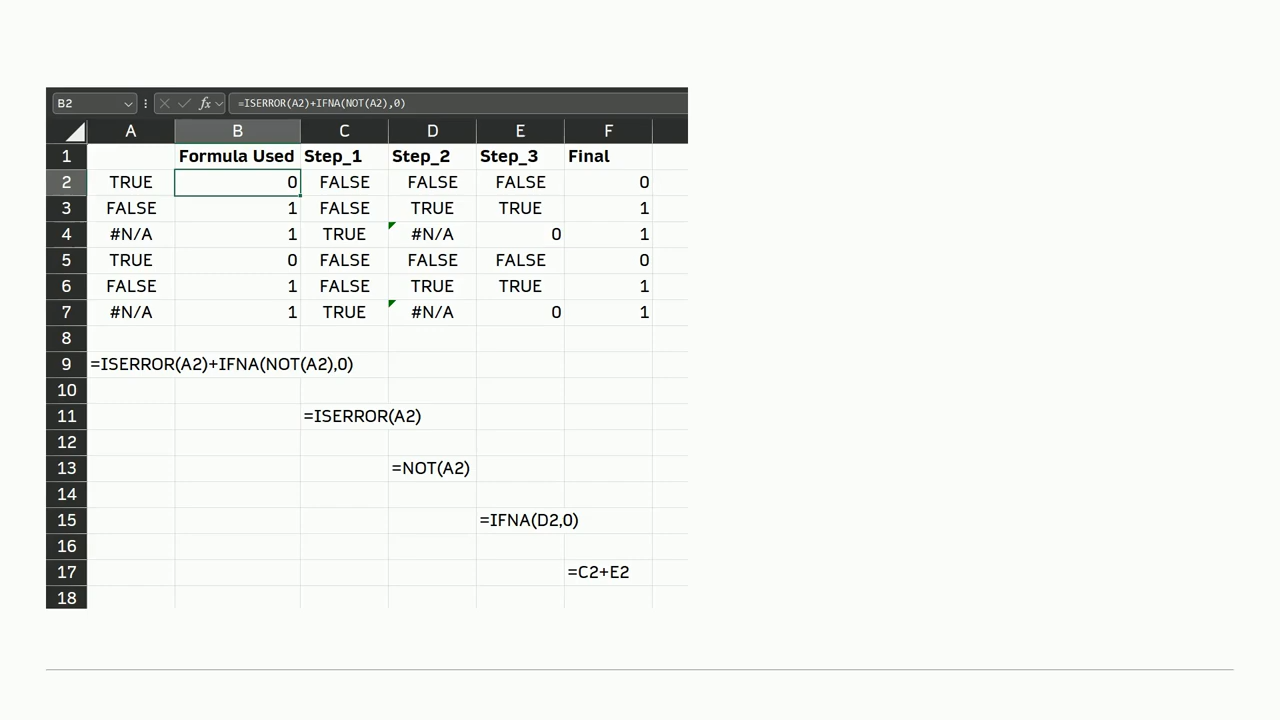 B2 fx =ISERROR(A2)+IFNA(NOT(A2),0)
A B C D E F
1 Formula Used Step_1 Step_2 Step_3 Final
2 TRUE 0 FALSE FALSE FALSE 0
3 FALSE 1 FALSE TRUE TRUE 1
4 #N/A 1 TRUE #N/A 0 1
5 TRUE 0 FALSE FALSE FALSE 0
6 FALSE 1 FALSE TRUE TRUE 1
7 #N/A 1 TRUE #N/A 0 1
8
9 =ISERROR(A2)+IFNA(NOT(A2),0)
10
11 =ISERROR(A2)
12
13 =NOT(A2)
14
15 =IFNA(D2,0)
16
17 =C2+E2
18